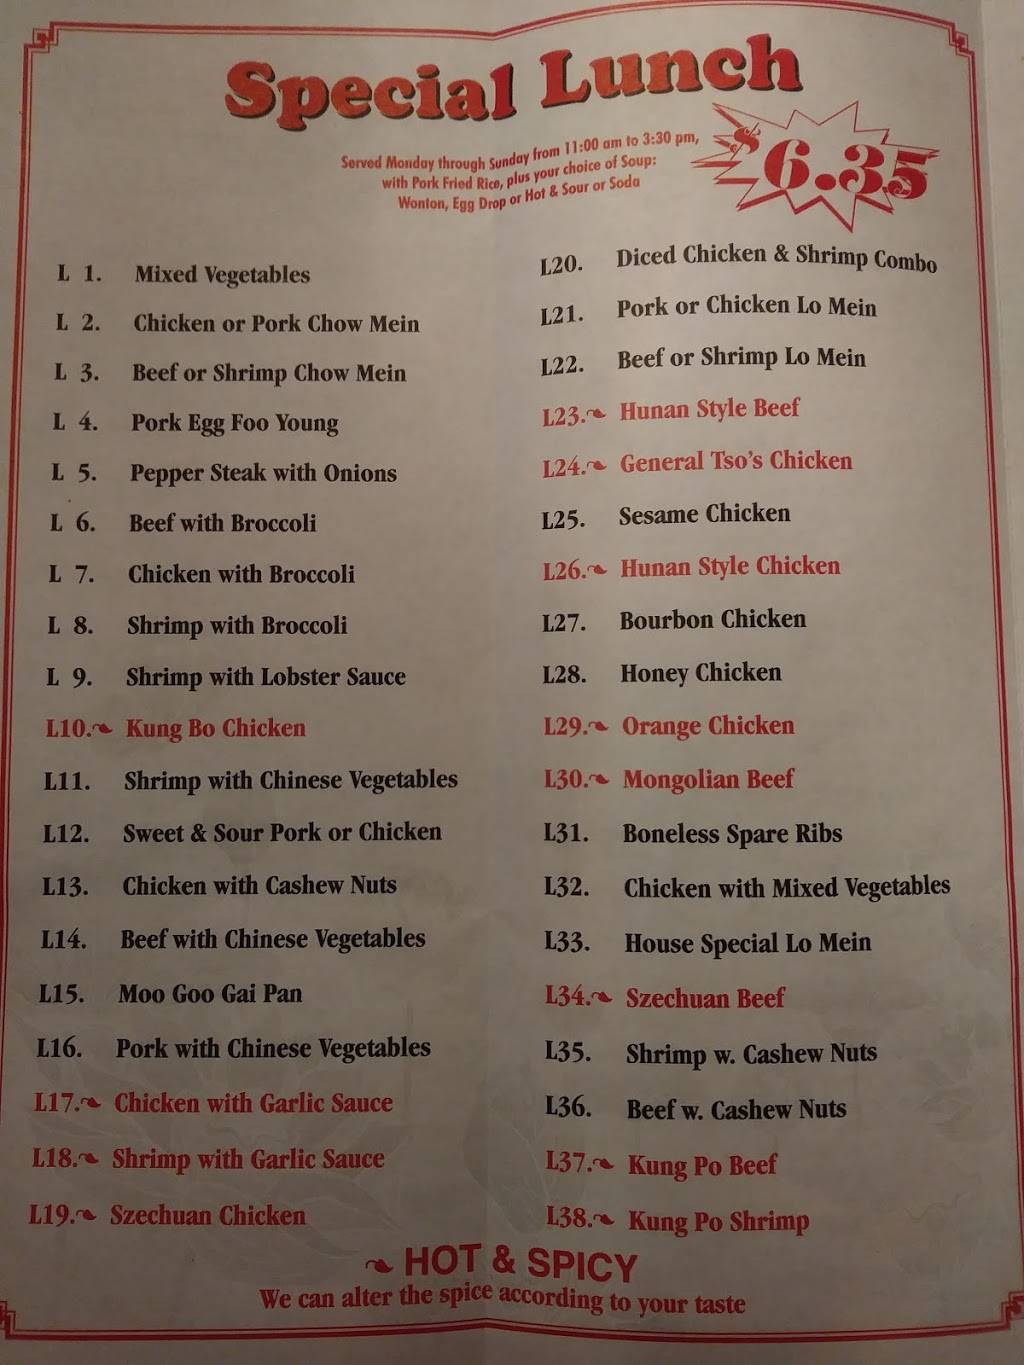 Special Lunch
$6.35
Served Monday through Sunday from 11:00 am to 3:30 pm,
with Pork Fried Rice, plus your choice of Soup:
Wonton, Egg Drop or Hot & Sour or Soda
L 1. Mixed Vegetables
L 2. Chicken or Pork Chow Mein
L 3. Beef or Shrimp Chow Mein
L 4. Pork Egg Foo Young
L 5. Pepper Steak with Onions
L 6. Beef with Broccoli
L 7. Chicken with Broccoli
L 8. Shrimp with Broccoli
L 9. Shrimp with Lobster Sauce
L10. Kung Bo Chicken
L11. Shrimp with Chinese Vegetables
L12. Sweet & Sour Pork or Chicken
L13. Chicken with Cashew Nuts
L14. Beef with Chinese Vegetables
L15. Moo Goo Gai Pan
L16. Pork with Chinese Vegetables
L17. Chicken with Garlic Sauce
L18. Shrimp with Garlic Sauce
L19. Szechuan Chicken
L20. Diced Chicken & Shrimp Combo
L21. Pork or Chicken Lo Mein
L22. Beef or Shrimp Lo Mein
L23. Hunan Style Beef
L24. General Tso's Chicken
L25. Sesame Chicken
L26. Hunan Style Chicken
L27. Bourbon Chicken
L28. Honey Chicken
L29. Orange Chicken
L30. Mongolian Beef
L31. Boneless Spare Ribs
L32. Chicken with Mixed Vegetables
L33. House Special Lo Mein
L34. Szechuan Beef
L35. Shrimp w. Cashew Nuts
L36. Beef w. Cashew Nuts
L37. Kung Po Beef
L38. Kung Po Shrimp
HOT & SPICY
We can alter the spice according to your taste